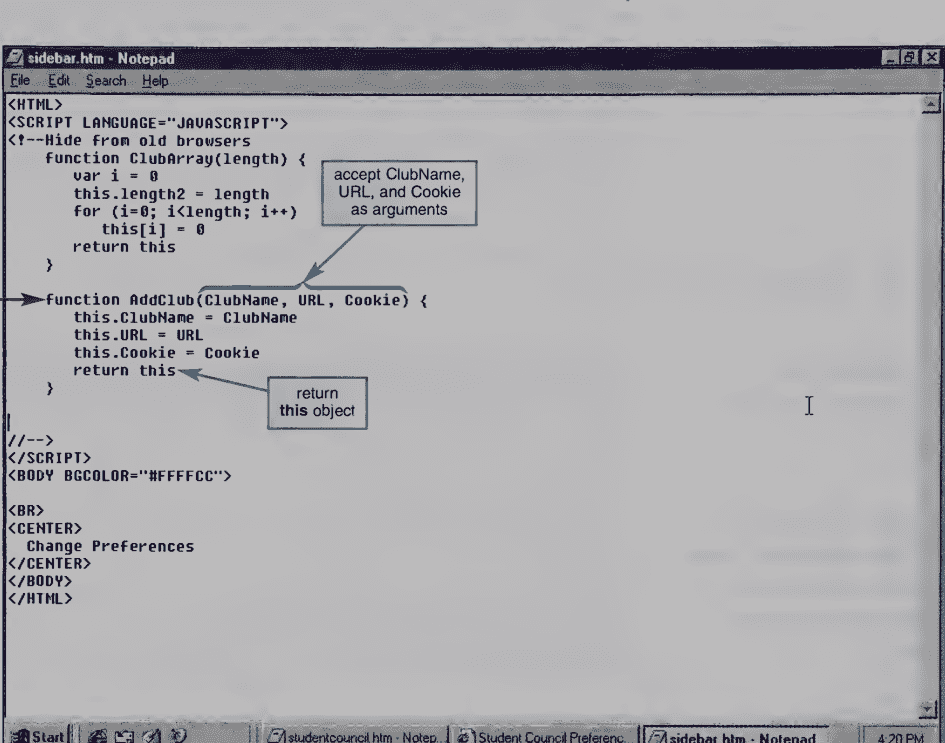 sidebar.htm - Notepad
File Edit Search Help
<HTML>
<SCRIPT LANGUAGE="JAVASCRIPT">
<!--Hide from old browsers
    function ClubArray(length) {
       var i = 0
       this.length2 = length
       for (i=0; i<length; i++)
          this[i] = 0
       return this
    }
accept ClubName,
URL, and Cookie
as arguments
    function AddClub(ClubName, URL, Cookie) {
       this.ClubName = ClubName
       this.URL = URL
       this.Cookie = Cookie
       return this
    }
return
this object
//-->
</SCRIPT>
<BODY BGCOLOR="#FFFFCC">
<BR>
<CENTER>
  Change Preferences
</CENTER>
</BODY>
</HTML>
Start studentcouncil.htm - Notep... Student Council Preferenc... sidebar.htm - Notepad 4:20 PM